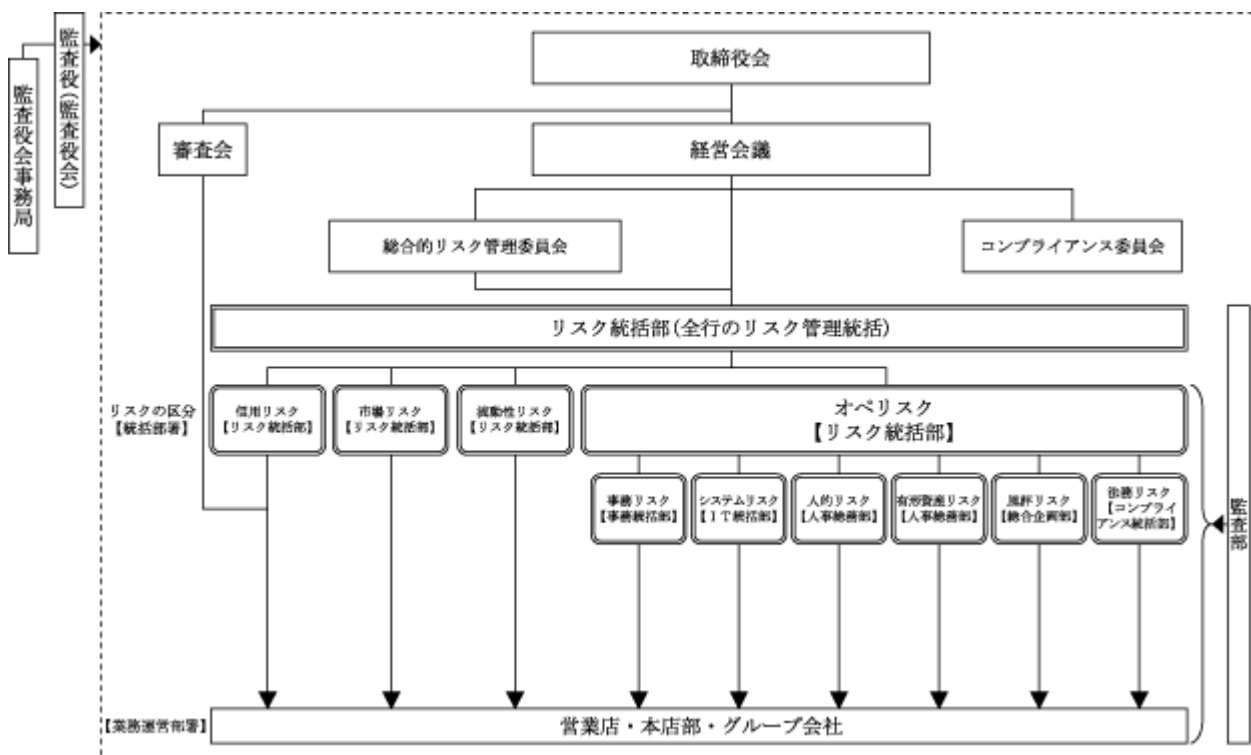 監査役会事務局
監査役(監査役会)
取締役会
審査会
経営会議
総合的リスク管理委員会
コンプライアンス委員会
リスク統括部(全行のリスク管理統括)
リスクの区分
【統括部署】
信用リスク
【リスク統括部】
市場リスク
【リスク統括部】
流動性リスク
【リスク統括部】
オペリスク
【リスク統括部】
事務リスク
【事務統括部】
システムリスク
【IT統括部】
人的リスク
【人事総務部】
有形資産リスク
【人事総務部】
風評リスク
【総合企画部】
法務リスク
【コンプライ
アンス統括部】
監査部
【業務運営部署】
営業店・本店部・グループ会社